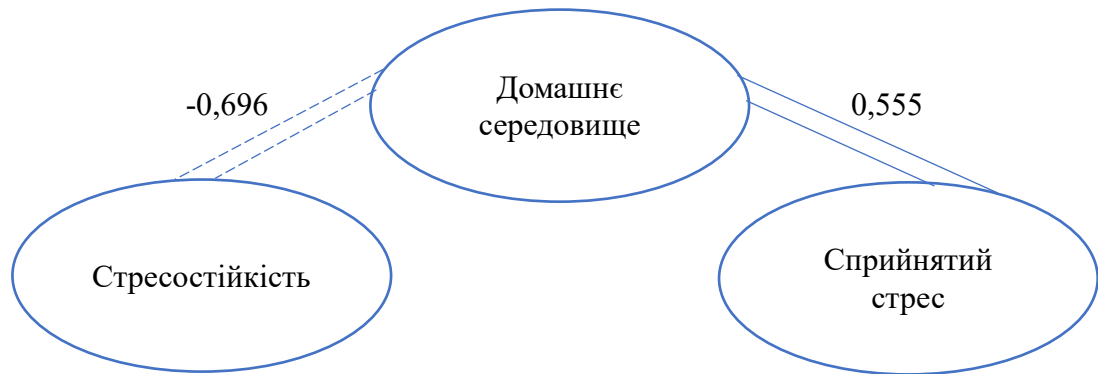 Домашнє
середовище
-0,696
0,555
Стресостійкість
Сприйнятий
стрес